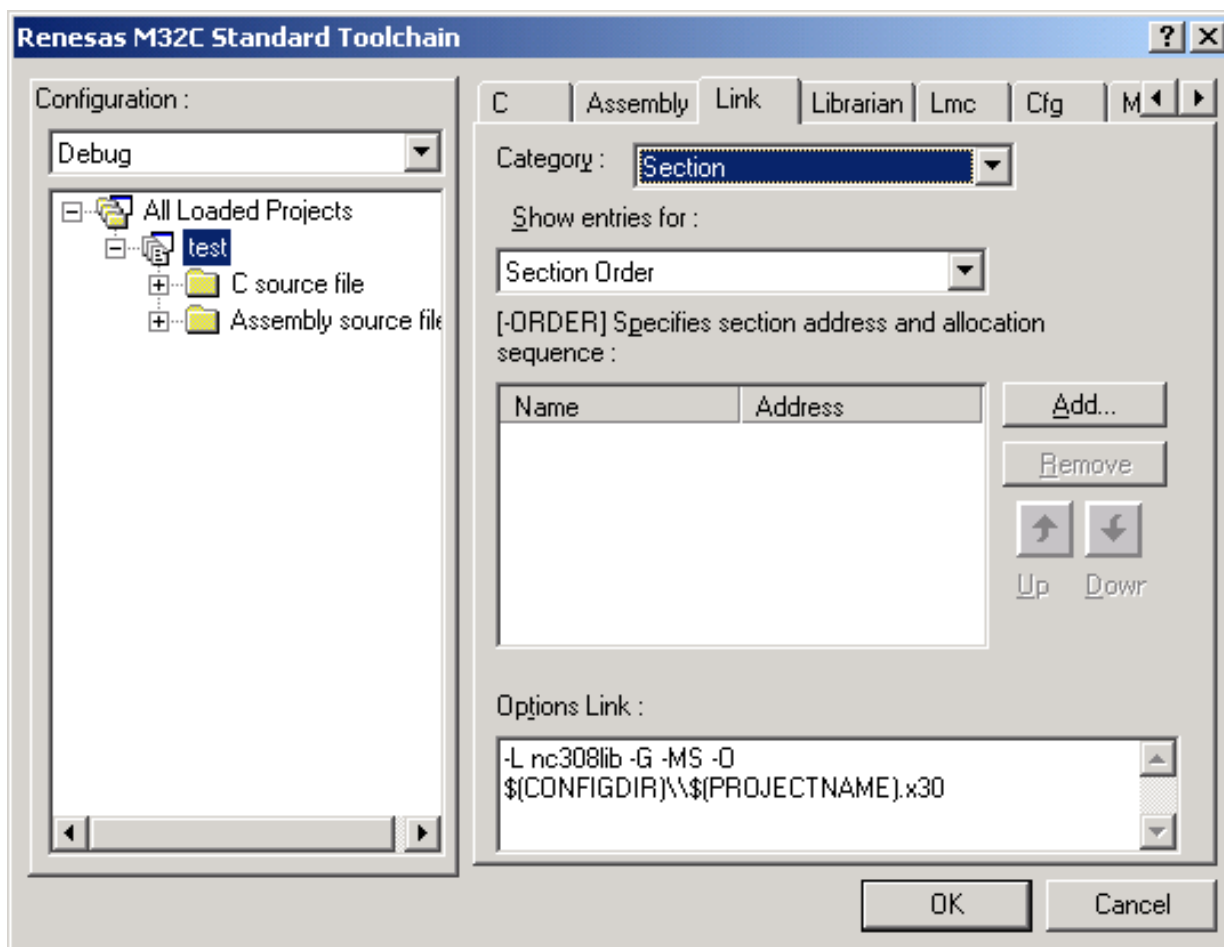 Renesas M32C Standard Toolchain
Configuration :
Debug
All Loaded Projects
test
C source file
Assembly source file
C Assembly Link Librarian Lmc Cfg M
Category : Section
Show entries for :
Section Order
[-ORDER] Specifies section address and allocation
sequence :
Name Address
Add...
Remove
Up Dowr
Options Link :
-L nc308lib -G -MS -O
$(CONFIGDIR)\\$(PROJECTNAME).x30
OK Cancel